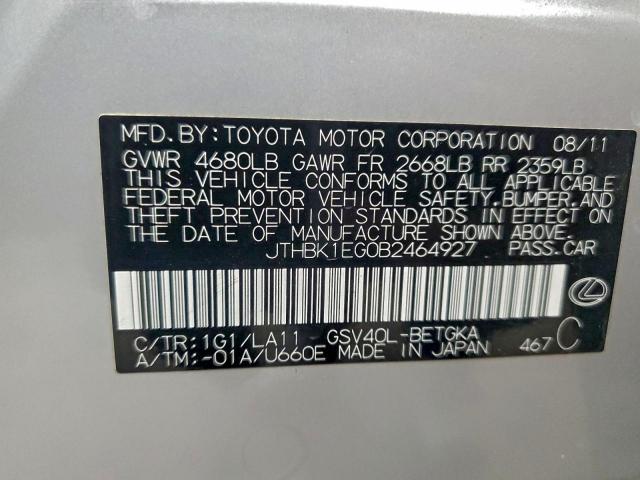 MFD. BY: TOYOTA MOTOR CORPORATION 08/11
GVWR 4680LB GAWR FR 2668LB RR 2359LB
THIS VEHICLE CONFORMS TO ALL APPLICABLE
FEDERAL MOTOR VEHICLE SAFETY, BUMPER, AND
THEFT PREVENTION STANDARDS IN EFFECT ON
THE DATE OF MANUFACTURE SHOWN ABOVE.
JTHBK1EG0B2464927 PASS. CAR
C/TR: 1G1/LA11 GSV40L-BETGKA
A/TM: -01A/U660E MADE IN JAPAN 467 C